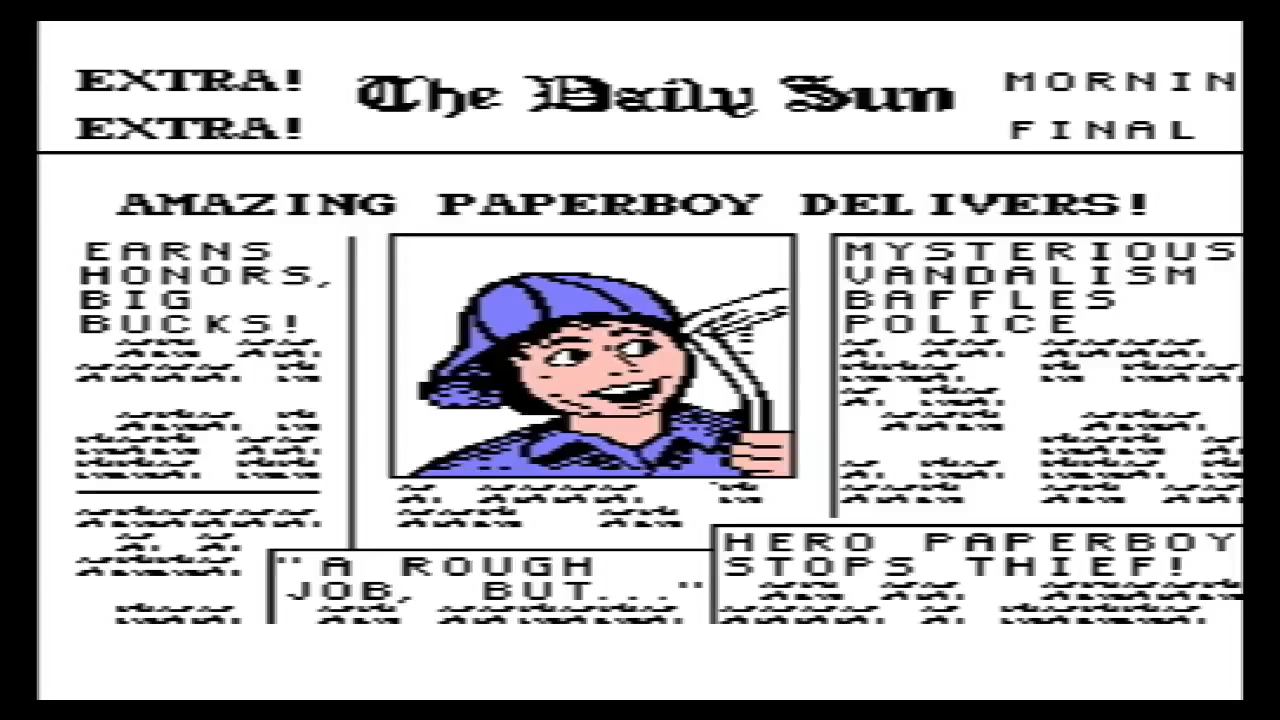 EXTRA!
EXTRA!
The Daily Sun
MORNIN
FINAL
AMAZING PAPERBOY DELIVERS!
EARNS
HONORS,
BIG
BUCKS!
MYSTERIOUS
VANDALISM
BAFFLES
POLICE
"A ROUGH
JOB, BUT..."
HERO PAPERBOY
STOPS THIEF!